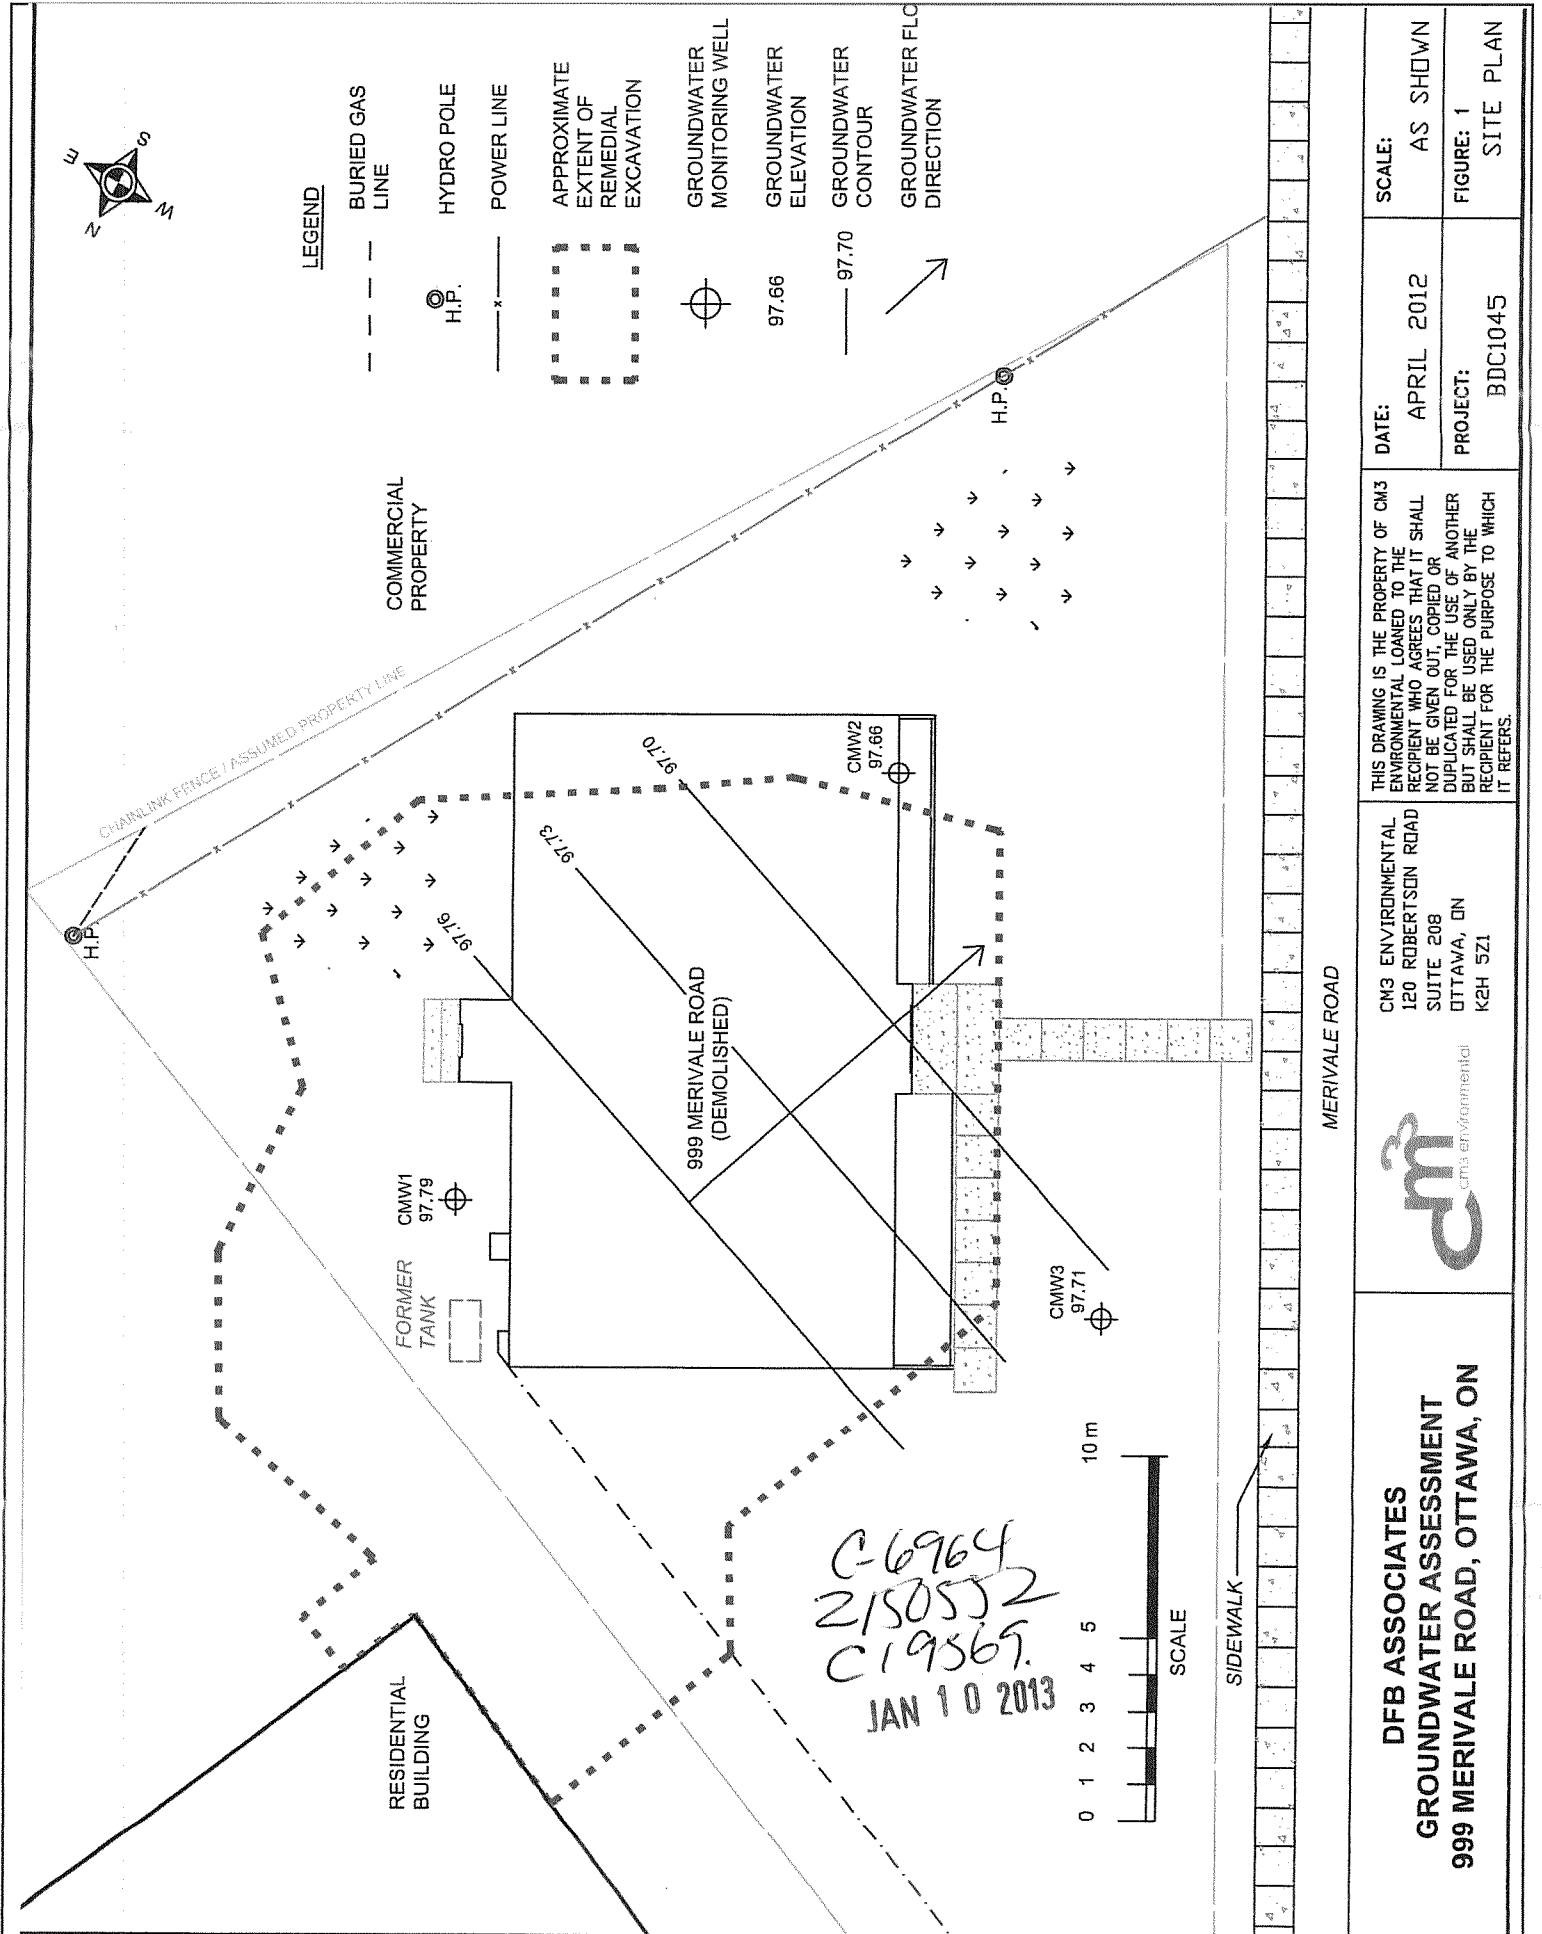 N
E
S
W
LEGEND
BURIED GAS
LINE
H.P.
HYDRO POLE
x
POWER LINE
APPROXIMATE
EXTENT OF
REMEDIAL
EXCAVATION
GROUNDWATER
MONITORING WELL
97.66
GROUNDWATER
ELEVATION
97.70
GROUNDWATER
CONTOUR
GROUNDWATER FLO
DIRECTION
COMMERCIAL
PROPERTY
CHAINLINK FENCE / ASSUMED PROPERTY LINE
H.P.
H.P.
97.76
97.73
97.70
CMW1
97.79
CMW2
97.66
CMW3
97.71
FORMER
TANK
999 MERIVALE ROAD
(DEMOLISHED)
RESIDENTIAL
BUILDING
C-6964
2150552
C19569.
JAN 10 2013
0 1 2 3 4 5 10 m
SCALE
SIDEWALK
MERIVALE ROAD
DFB ASSOCIATES
GROUNDWATER ASSESSMENT
999 MERIVALE ROAD, OTTAWA, ON
cm3
cm3 environmental
CM3 ENVIRONMENTAL
120 ROBERTSON ROAD
SUITE 208
OTTAWA, ON
K2H 5Z1
THIS DRAWING IS THE PROPERTY OF CM3
ENVIRONMENTAL LOANED TO THE
RECIPIENT WHO AGREES THAT IT SHALL
NOT BE GIVEN OUT, COPIED OR
DUPLICATED FOR THE USE OF ANOTHER
BUT SHALL BE USED ONLY BY THE
RECIPIENT FOR THE PURPOSE TO WHICH
IT REFERS.
DATE:
APRIL 2012
SCALE:
AS SHOWN
PROJECT:
BDC1045
FIGURE: 1
SITE PLAN